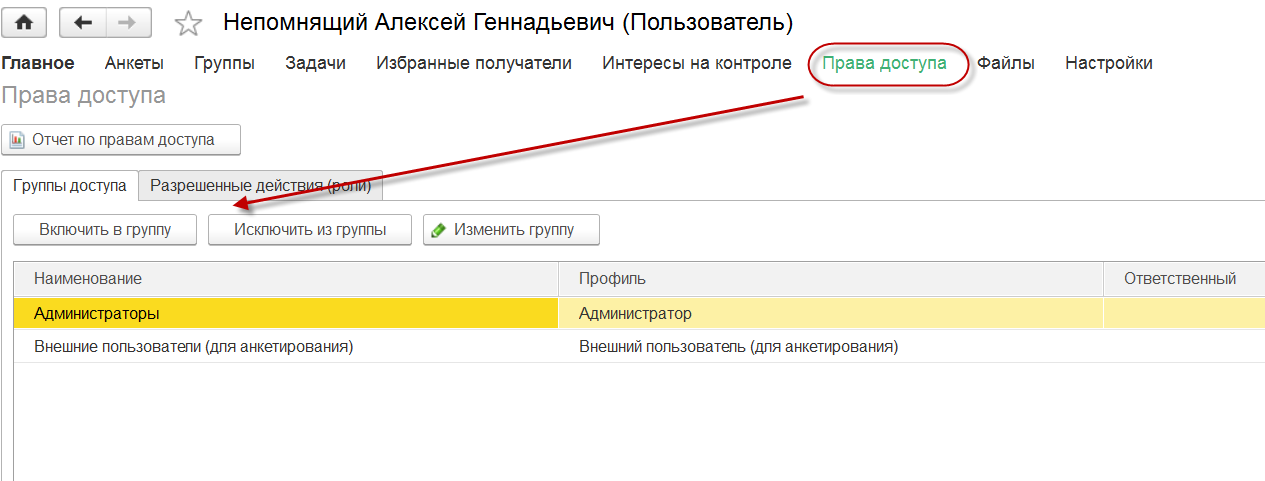 Непомнящий Алексей Геннадьевич (Пользователь)
Главное Анкеты Группы Задачи Избранные получатели Интересы на контроле Права доступа Файлы Настройки
Права доступа
Отчет по правам доступа
Группы доступа Разрешенные действия (роли)
Включить в группу Исключить из группы Изменить группу
Наименование Профиль Ответственный
Администраторы Администратор
Внешние пользователи (для анкетирования) Внешний пользователь (для анкетирования)